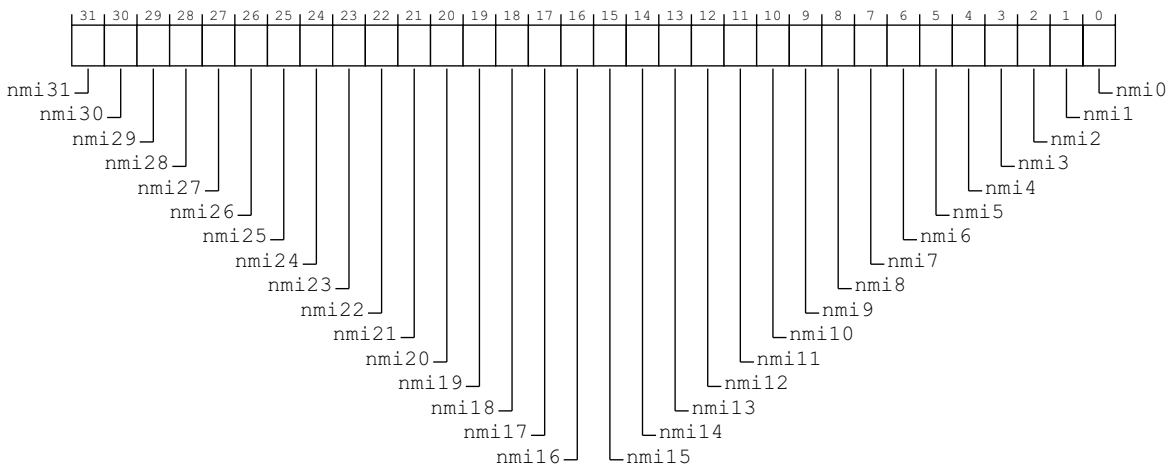 31 30 29 28 27 26 25 24 23 22 21 20 19 18 17 16 15 14 13 12 11 10 9 8 7 6 5 4 3 2 1 0
nmi31 nmi0
nmi30 nmi1
nmi29 nmi2
nmi28 nmi3
nmi27 nmi4
nmi26 nmi5
nmi25 nmi6
nmi24 nmi7
nmi23 nmi8
nmi22 nmi9
nmi21 nmi10
nmi20 nmi11
nmi19 nmi12
nmi18 nmi13
nmi17 nmi14
nmi16 nmi15